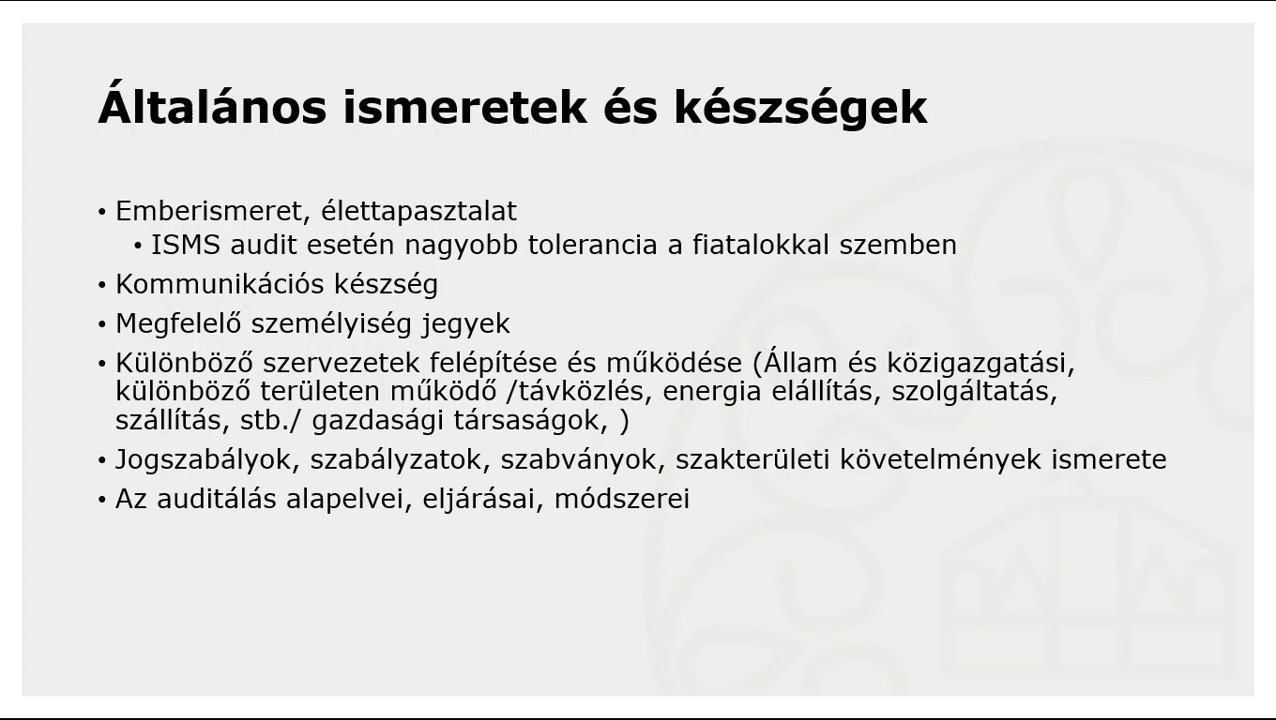 Általános ismeretek és készségek
• Emberismeret, élettapasztalat
• ISMS audit esetén nagyobb tolerancia a fiatalokkal szemben
• Kommunikációs készség
• Megfelelő személyiség jegyek
• Különböző szervezetek felépítése és működése (Állam és közigazgatási,
különböző területen működő /távközlés, energia elállítás, szolgáltatás,
szállítás, stb./ gazdasági társaságok, )
• Jogszabályok, szabályzatok, szabványok, szakterületi követelmények ismerete
• Az auditálás alapelvei, eljárásai, módszerei